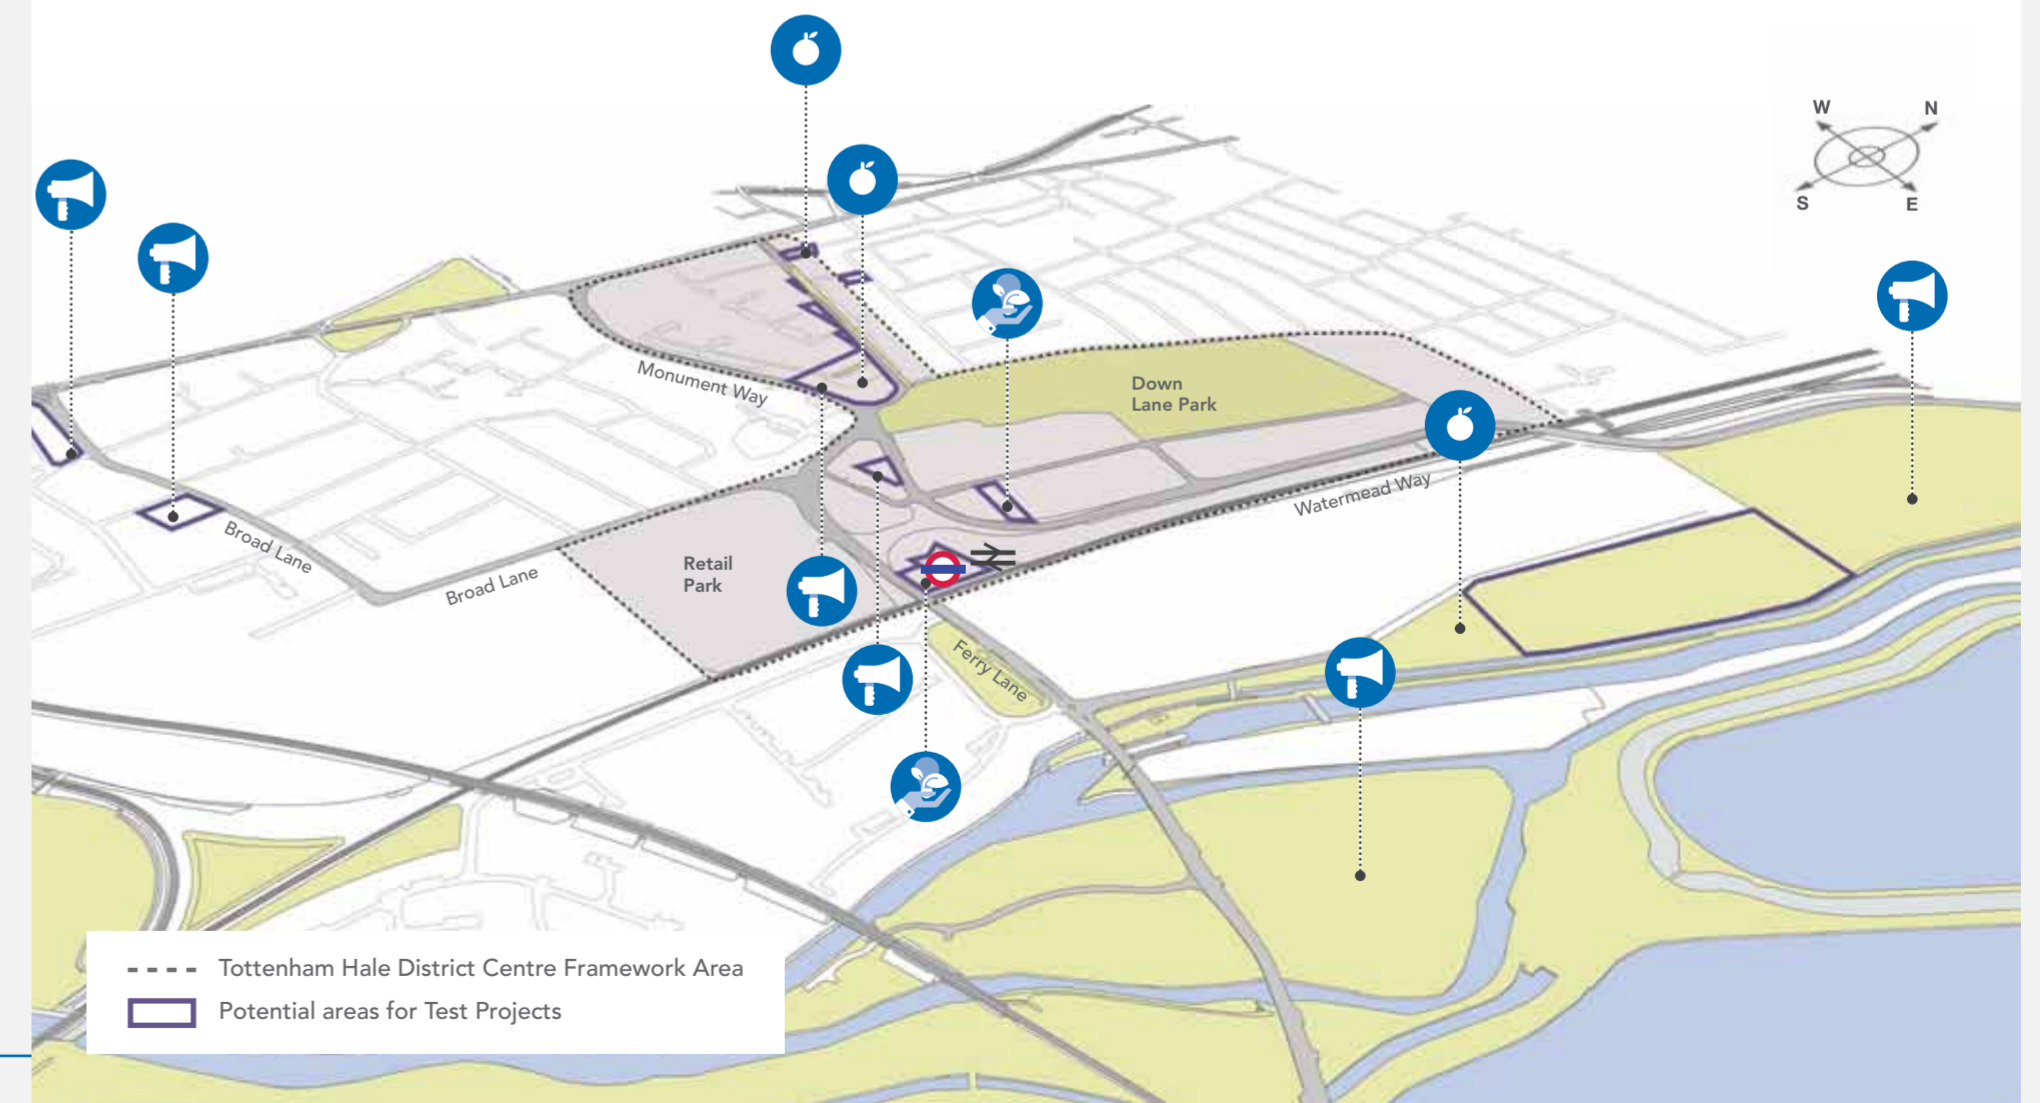 W
N
S
E
Monument Way
Down
Lane Park
Watermead Way
Broad Lane
Broad Lane
Retail
Park
Ferry Lane
Tottenham Hale District Centre Framework Area
Potential areas for Test Projects